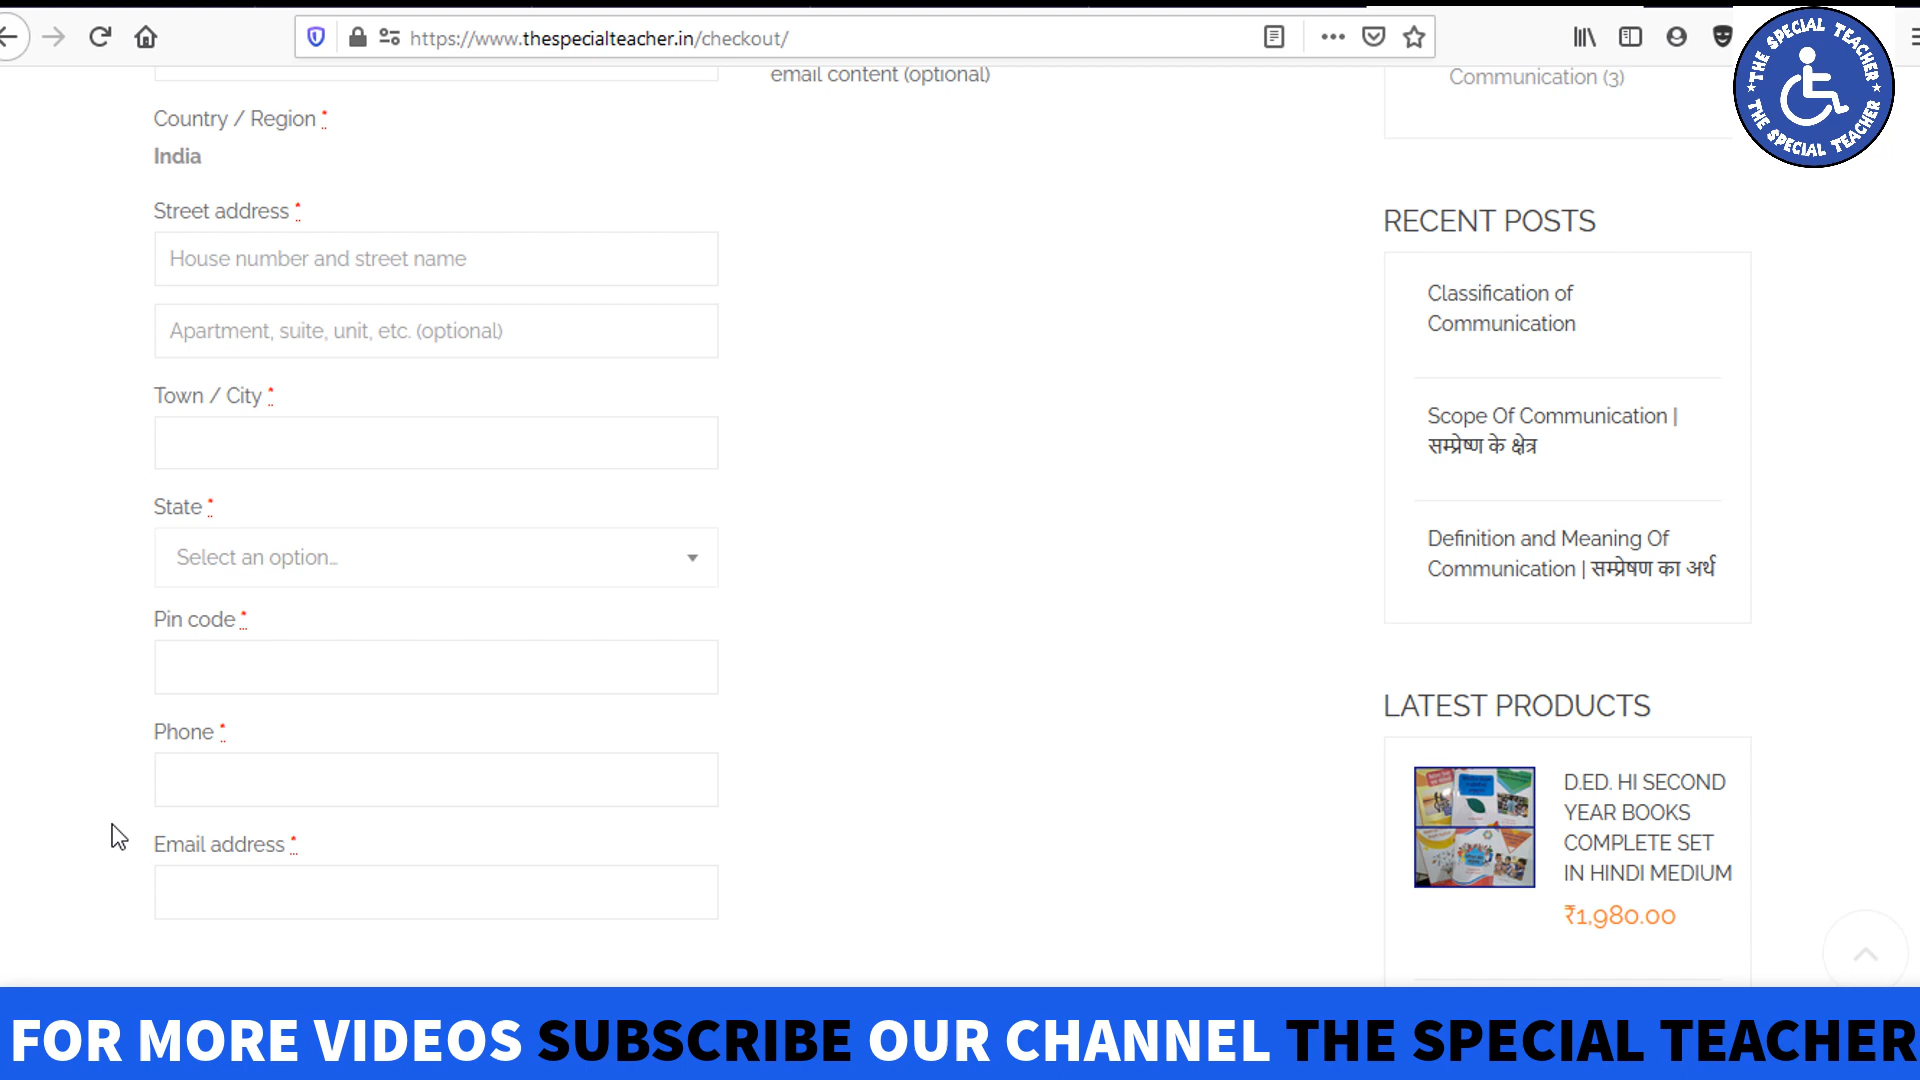 https://www.thespecialteacher.in/checkout/
THE SPECIAL TEACHER
THE SPECIAL TEACHER
email content (optional)
Communication (3)
Country / Region *
India
Street address *
House number and street name
Apartment, suite, unit, etc. (optional)
Town / City *
State *
Select an option...
Pin code *
Phone *
Email address *
RECENT POSTS
Classification of
Communication
Scope Of Communication |
सम्प्रेष्ण के क्षेत्र
Definition and Meaning Of
Communication | सम्प्रेषण का अर्थ
LATEST PRODUCTS
D.ED. HI SECOND
YEAR BOOKS
COMPLETE SET
IN HINDI MEDIUM
₹1,980.00
FOR MORE VIDEOS SUBSCRIBE OUR CHANNEL THE SPECIAL TEACHER